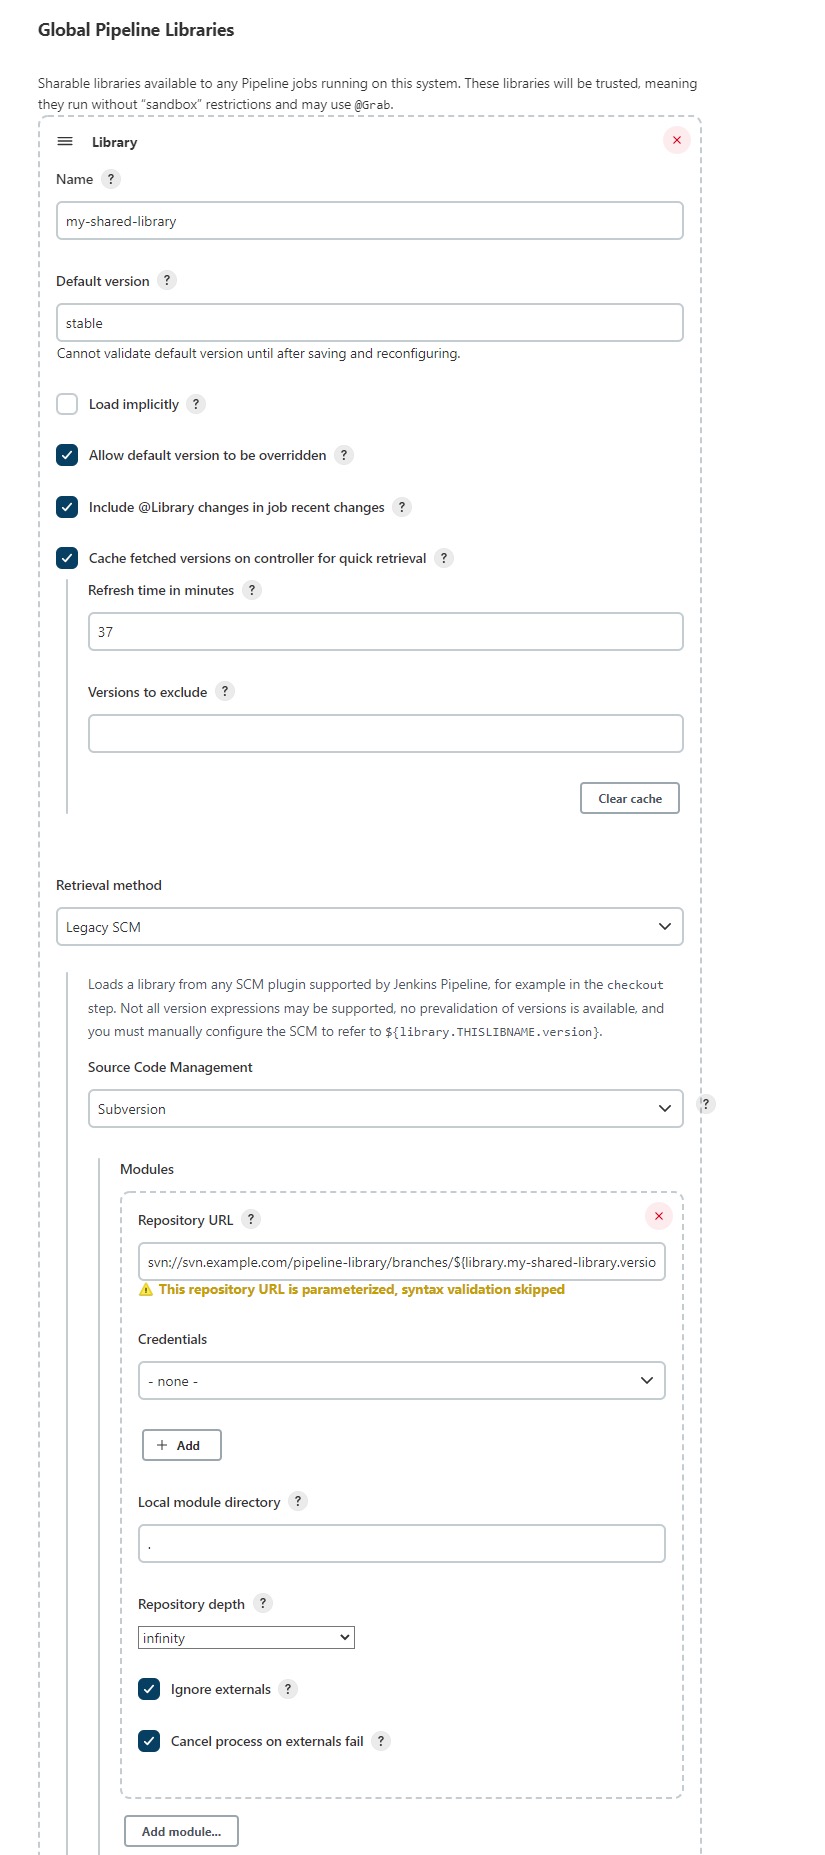 Global Pipeline Libraries
Sharable libraries available to any Pipeline jobs running on this system. These libraries will be trusted, meaning
they run without “sandbox” restrictions and may use @Grab.
Library
Name ?
my-shared-library
Default version ?
stable
Cannot validate default version until after saving and reconfiguring.
Load implicitly ?
Allow default version to be overridden ?
Include @Library changes in job recent changes ?
Cache fetched versions on controller for quick retrieval ?
Refresh time in minutes ?
37
Versions to exclude ?
Clear cache
Retrieval method
Legacy SCM
Loads a library from any SCM plugin supported by Jenkins Pipeline, for example in the checkout
step. Not all version expressions may be supported, no prevalidation of versions is available, and
you must manually configure the SCM to refer to ${library.THISLIBNAME.version}.
Source Code Management
Subversion ?
Modules
Repository URL ?
svn://svn.example.com/pipeline-library/branches/${library.my-shared-library.versio
This repository URL is parameterized, syntax validation skipped
Credentials
- none -
+ Add
Local module directory ?
.
Repository depth ?
infinity
Ignore externals ?
Cancel process on externals fail ?
Add module...